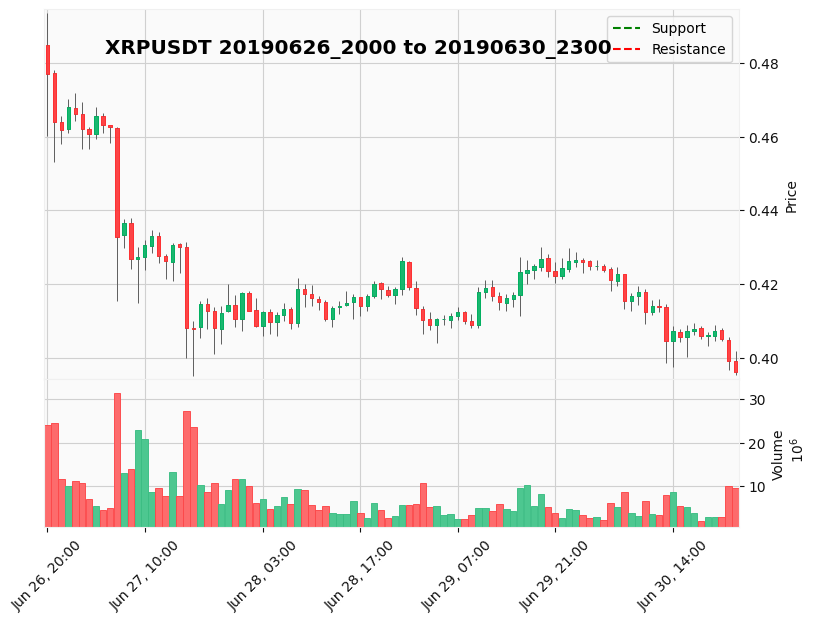 XRPUSDT 20190626_2000 to 20190630_2300
Support
Resistance
0.48
0.46
0.44
0.42
0.40
Price
30
20
10
Volume
10^6
Jun 26, 20:00
Jun 27, 10:00
Jun 28, 03:00
Jun 28, 17:00
Jun 29, 07:00
Jun 29, 21:00
Jun 30, 14:00